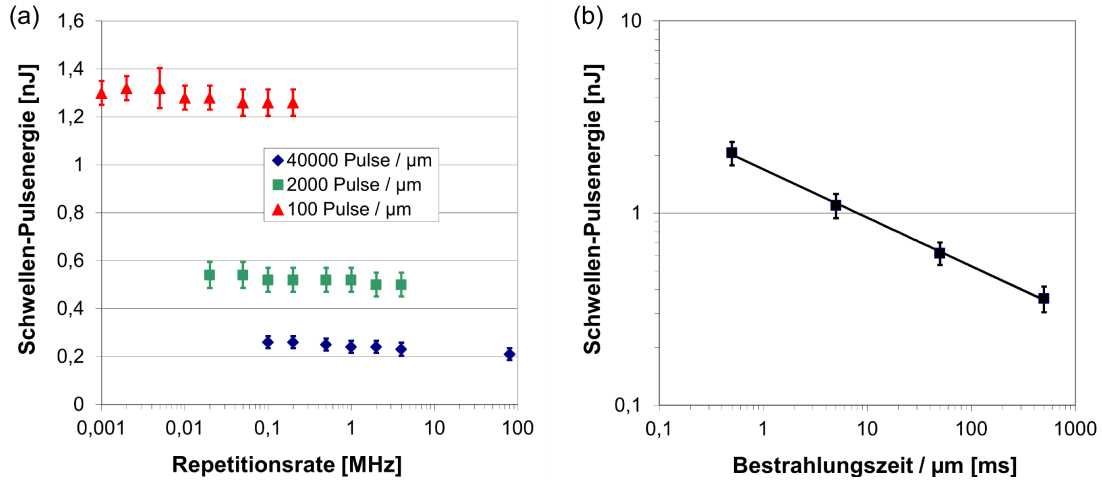 (a)
Schwellen-Pulsenergie [nJ]
1,6
1,4
1,2
1
0,8
0,6
0,4
0,2
0
40000 Pulse / µm
2000 Pulse / µm
100 Pulse / µm
0,001 0,01 0,1 1 10 100
Repetitionsrate [MHz]
(b)
Schwellen-Pulsenergie [nJ]
10
1
0,1
0,1 1 10 100 1000
Bestrahlungszeit / µm [ms]